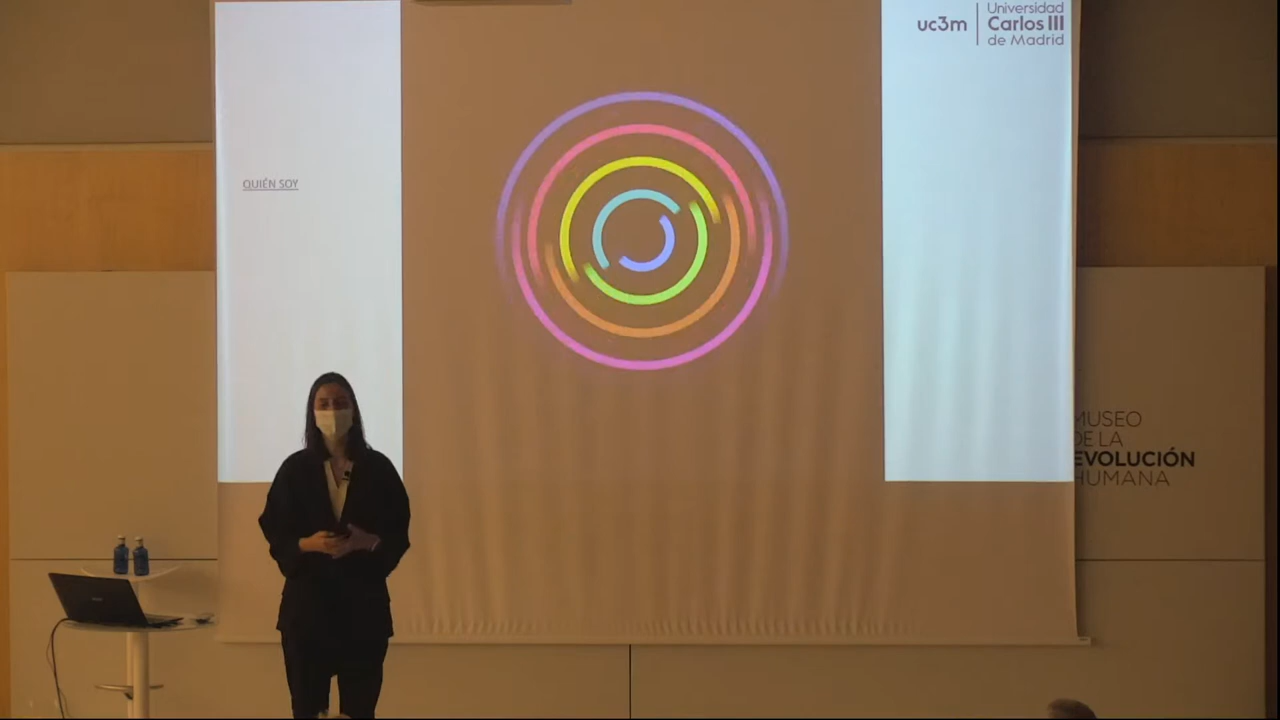 uc3m
Universidad
Carlos III
de Madrid
QUIÉN SOY
MUSEO
DE LA
EVOLUCIÓN
HUMANA